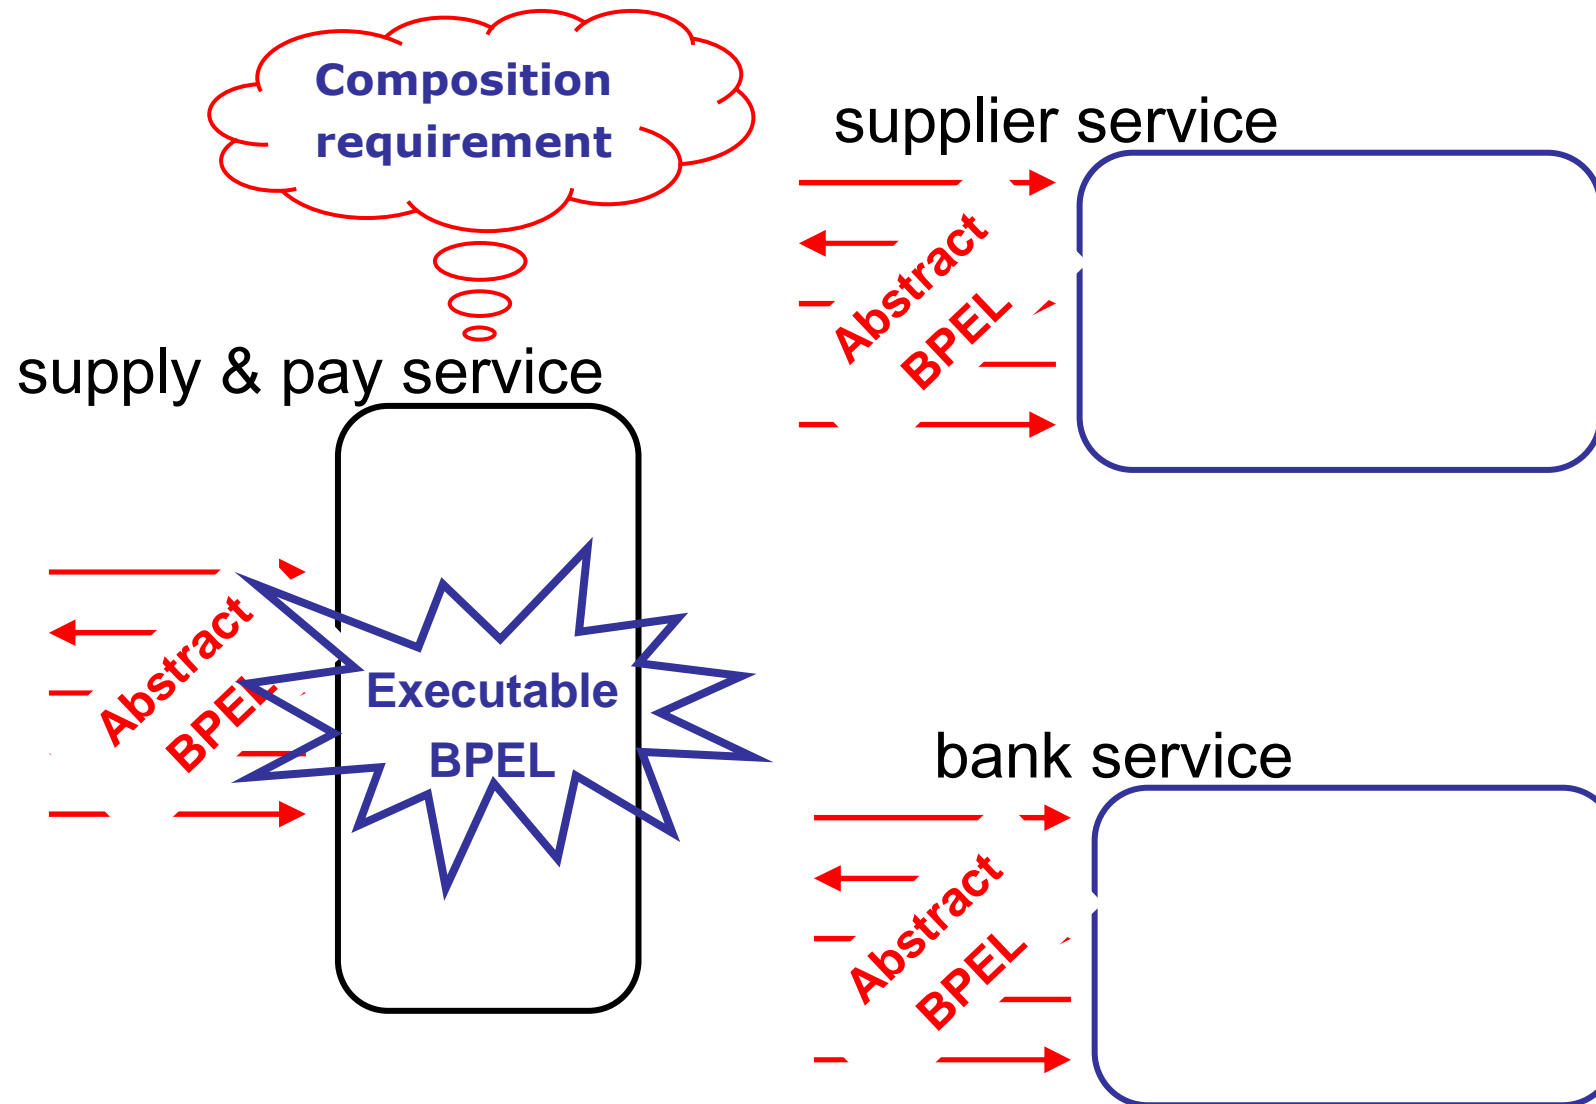 Composition
requirement
supplier service
Abstract
BPEL
supply & pay service
Abstract
BPEL
Executable
BPEL
bank service
Abstract
BPEL